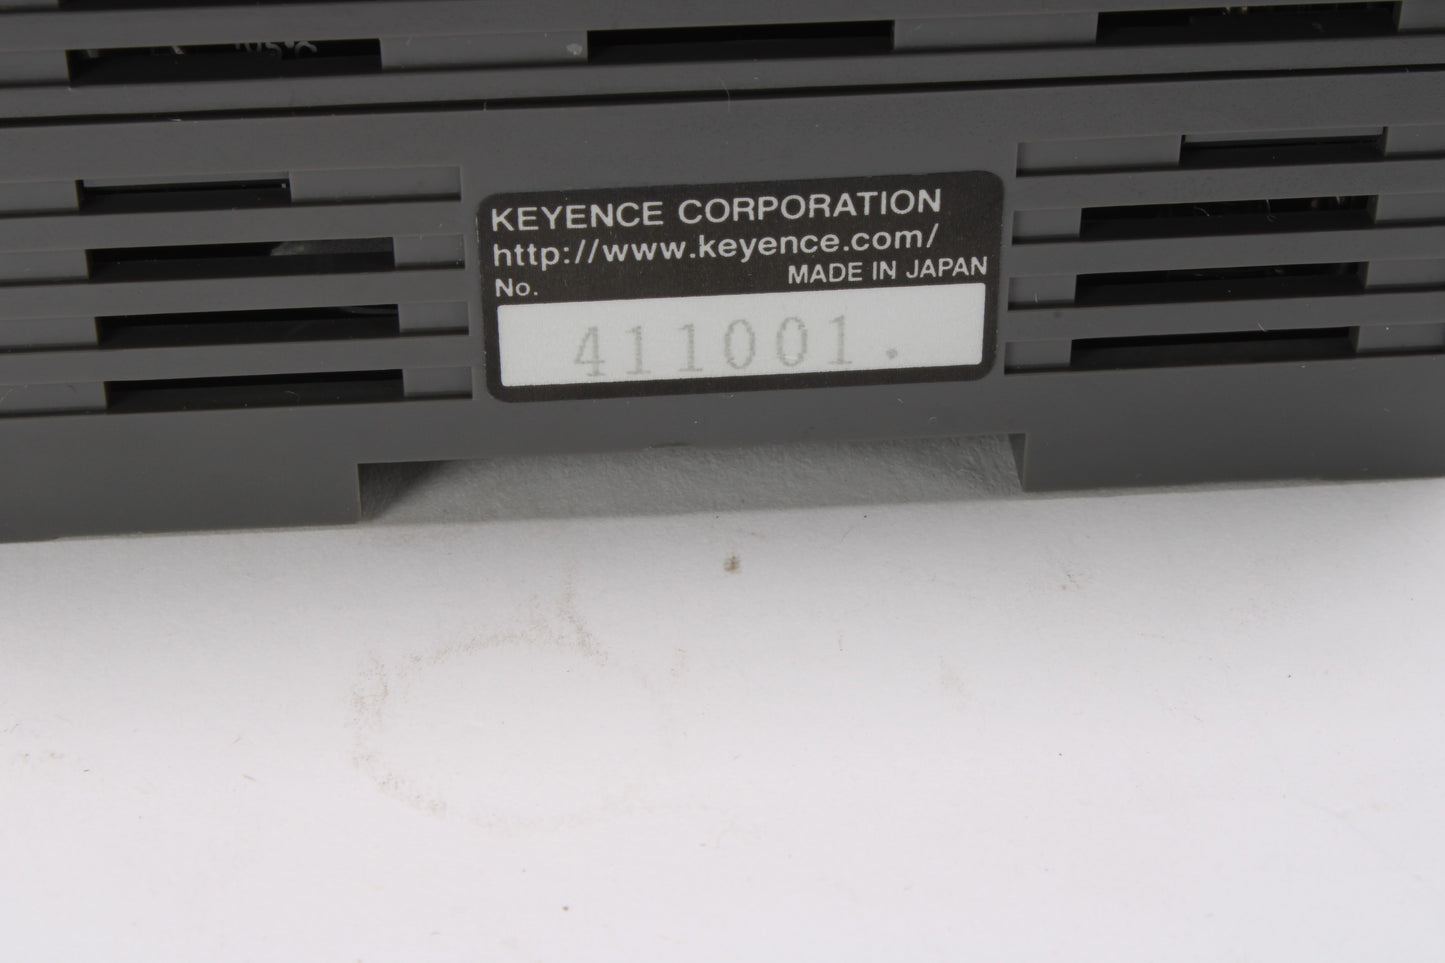 KEYENCE CORPORATION
http://www.keyence.com/
No. MADE IN JAPAN
411001.